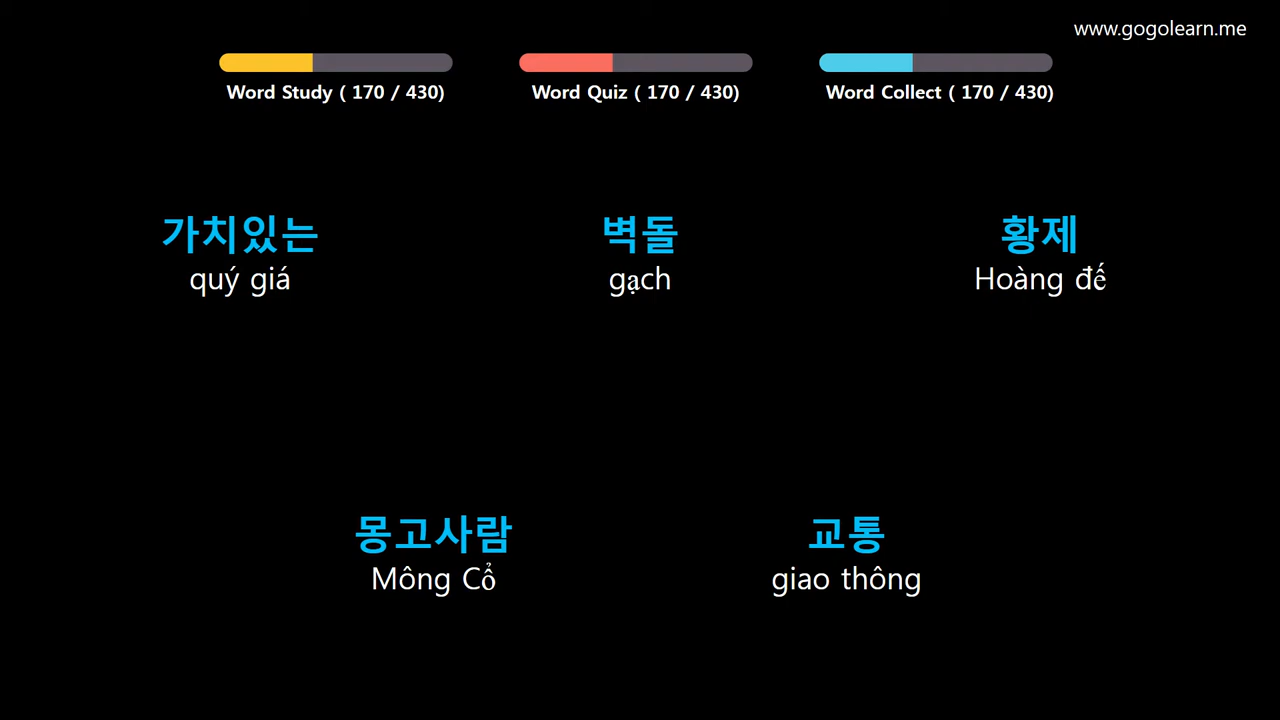 www.gogolearn.me
Word Study ( 170 / 430)
Word Quiz ( 170 / 430)
Word Collect ( 170 / 430)
가치있는
quý giá
벽돌
gạch
황제
Hoàng đế
몽고사람
Mông Cổ
교통
giao thông